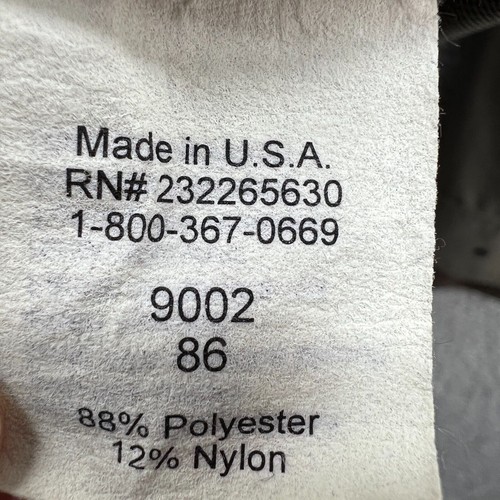 Made in U.S.A.
RN# 232265630
1-800-367-0669
9002
86
88% Polyester
12% Nylon